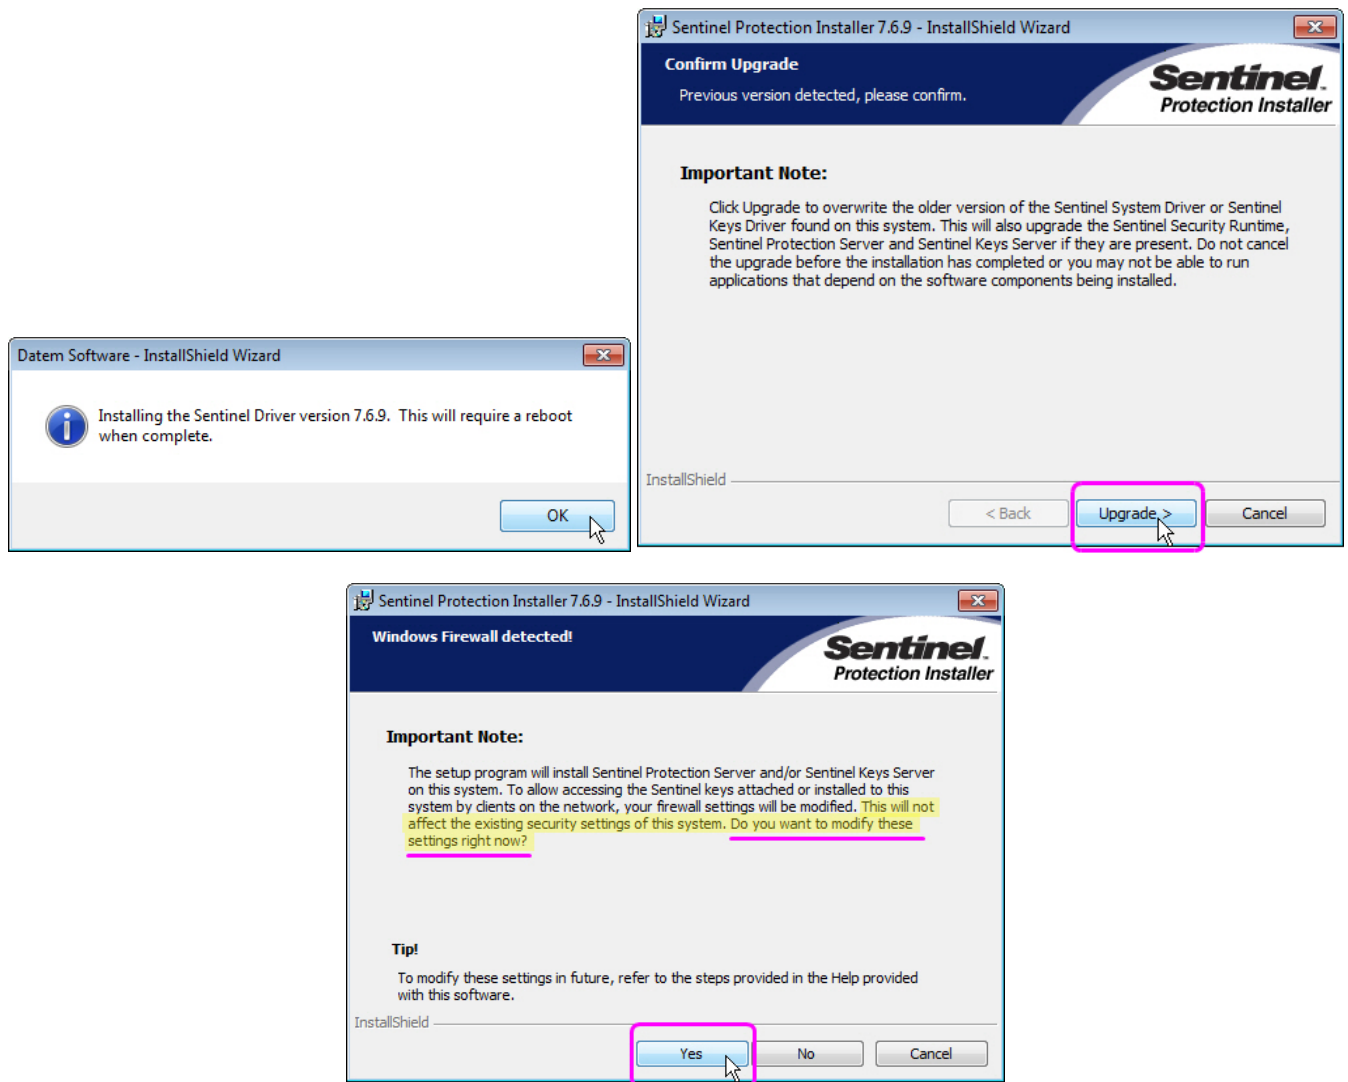 Sentinel Protection Installer 7.6.9 - InstallShield Wizard
Confirm Upgrade
Previous version detected, please confirm.
Sentinel™
Protection Installer
Important Note:
Click Upgrade to overwrite the older version of the Sentinel System Driver or Sentinel
Keys Driver found on this system. This will also upgrade the Sentinel Security Runtime,
Sentinel Protection Server and Sentinel Keys Server if they are present. Do not cancel
the upgrade before the installation has completed or you may not be able to run
applications that depend on the software components being installed.
InstallShield
< Back
Upgrade >
Cancel
Datem Software - InstallShield Wizard
Installing the Sentinel Driver version 7.6.9.  This will require a reboot
when complete.
OK
Sentinel Protection Installer 7.6.9 - InstallShield Wizard
Windows Firewall detected!
Sentinel™
Protection Installer
Important Note:
The setup program will install Sentinel Protection Server and/or Sentinel Keys Server
on this system. To allow accessing the Sentinel keys attached or installed to this
system by clients on the network, your firewall settings will be modified. This will not
affect the existing security settings of this system. Do you want to modify these
settings right now?
Tip!
To modify these settings in future, refer to the steps provided in the Help provided
with this software.
InstallShield
Yes
No
Cancel